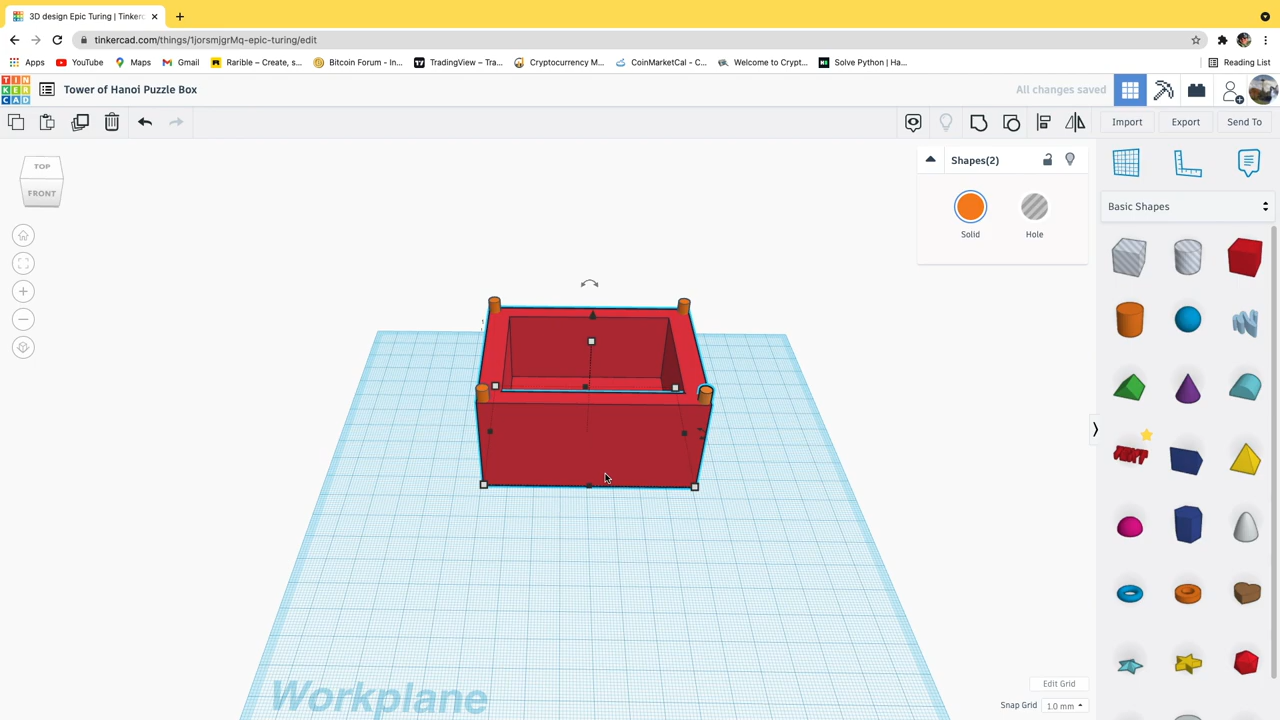 3D design Epic Turing | Tinkerc
tinkercad.com/things/1jorsmjgrMq-epic-turing/edit
Apps YouTube Maps Gmail Rarible – Create, s... Bitcoin Forum - In... TradingView – Tra... Cryptocurrency M... CoinMarketCal - C... Welcome to Crypt... Solve Python | Ha... Reading List
TIN
KER
CAD
Tower of Hanoi Puzzle Box
All changes saved
Import Export Send To
TOP
FRONT
Shapes(2)
Solid Hole
Basic Shapes
Workplane
Edit Grid
Snap Grid 1.0 mm